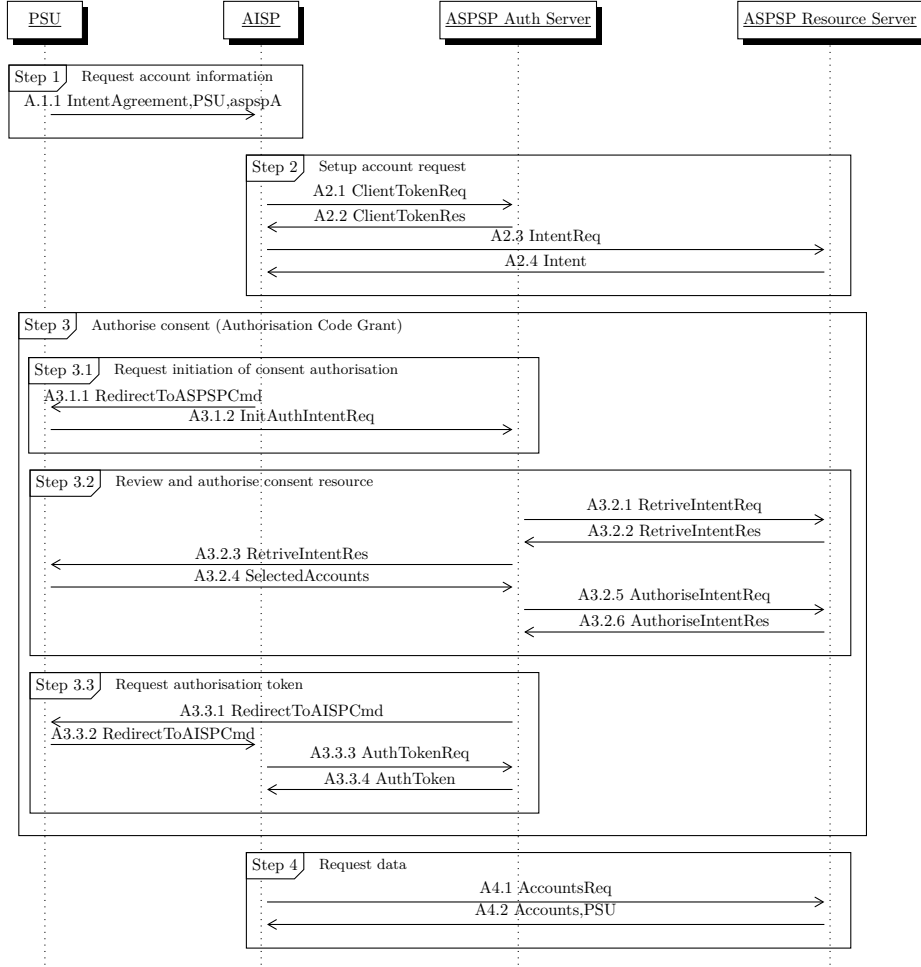 PSU
AISP
ASPSP Auth Server
ASPSP Resource Server
Step 1
Request account information
A.1.1 IntentAgreement,PSU,aspspA
Step 2
Setup account request
A2.1 ClientTokenReq
A2.2 ClientTokenRes
A2.3 IntentReq
A2.4 Intent
Step 3
Authorise consent (Authorisation Code Grant)
Step 3.1
Request initiation of consent authorisation
A3.1.1 RedirectToASPSPCmd
A3.1.2 InitAuthIntentReq
Step 3.2
Review and authorise consent resource
A3.2.1 RetriveIntentReq
A3.2.2 RetriveIntentRes
A3.2.3 RetriveIntentRes
A3.2.4 SelectedAccounts
A3.2.5 AuthoriseIntentReq
A3.2.6 AuthoriseIntentRes
Step 3.3
Request authorisation token
A3.3.1 RedirectToAISPCmd
A3.3.2 RedirectToAISPCmd
A3.3.3 AuthTokenReq
A3.3.4 AuthToken
Step 4
Request data
A4.1 AccountsReq
A4.2 Accounts,PSU